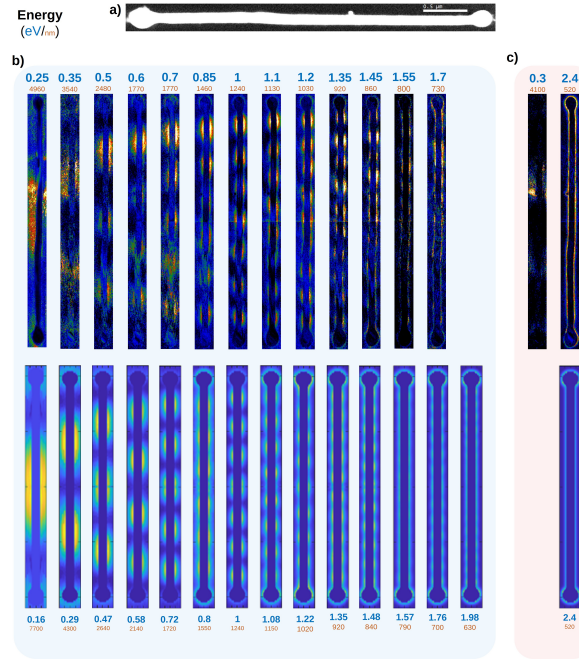 Energy
(eV/nm)
a)
0.5 µm
b)
c)
0.25 0.35 0.5 0.6 0.7 0.85 1 1.1 1.2 1.35 1.45 1.55 1.7 0.3 2.4
4960 3540 2480 1770 1770 1460 1240 1130 1030 920 860 800 730 4100 520
0.16 0.29 0.47 0.58 0.72 0.8 1 1.08 1.22 1.35 1.48 1.57 1.76 1.98 2.4
7700 4300 2640 2140 1720 1550 1240 1150 1020 920 840 790 700 630 520